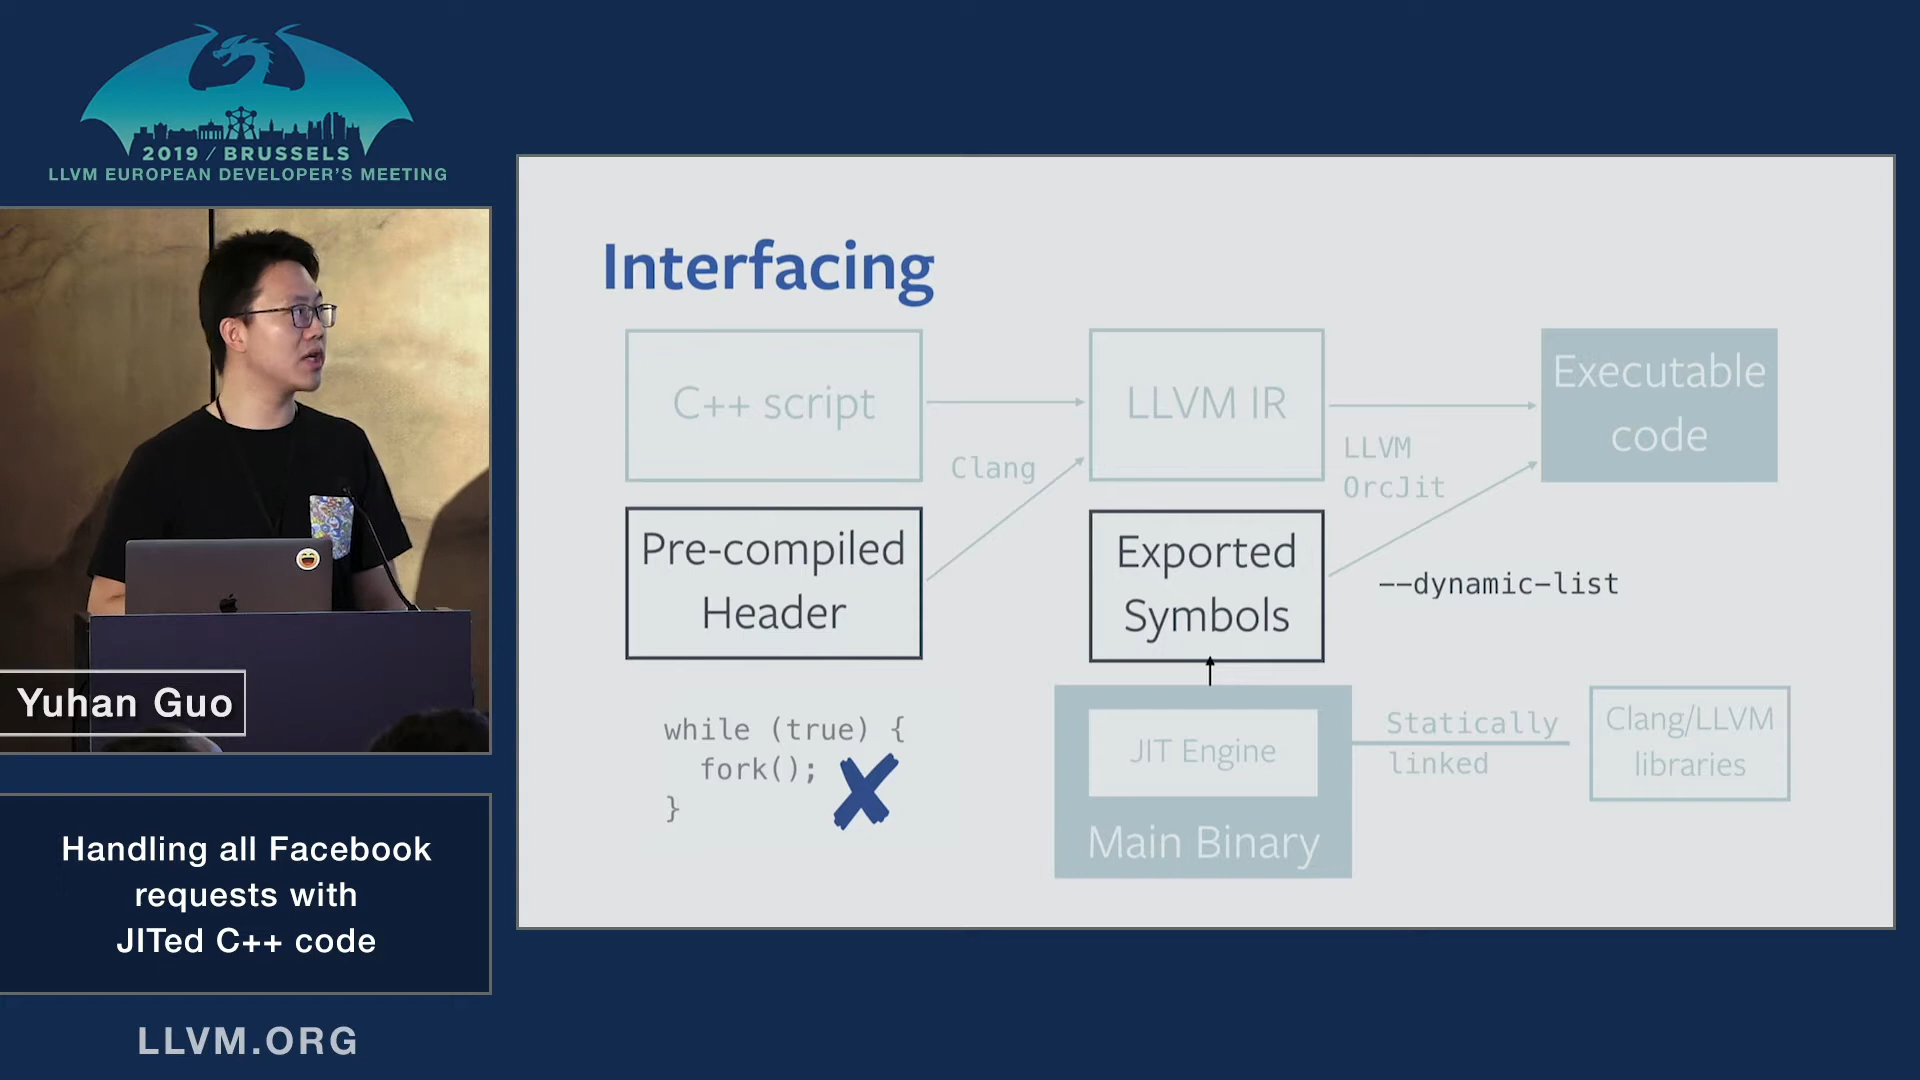 2019 / BRUSSELS
LLVM EUROPEAN DEVELOPER'S MEETING
Yuhan Guo
Handling all Facebook
requests with
JITed C++ code
LLVM.ORG
Interfacing
C++ script
Clang
LLVM IR
LLVM
OrcJit
Executable
code
Pre-compiled
Header
Exported
Symbols
--dynamic-list
while (true) {
fork();
}
JIT Engine
Main Binary
Statically
linked
Clang/LLVM
libraries